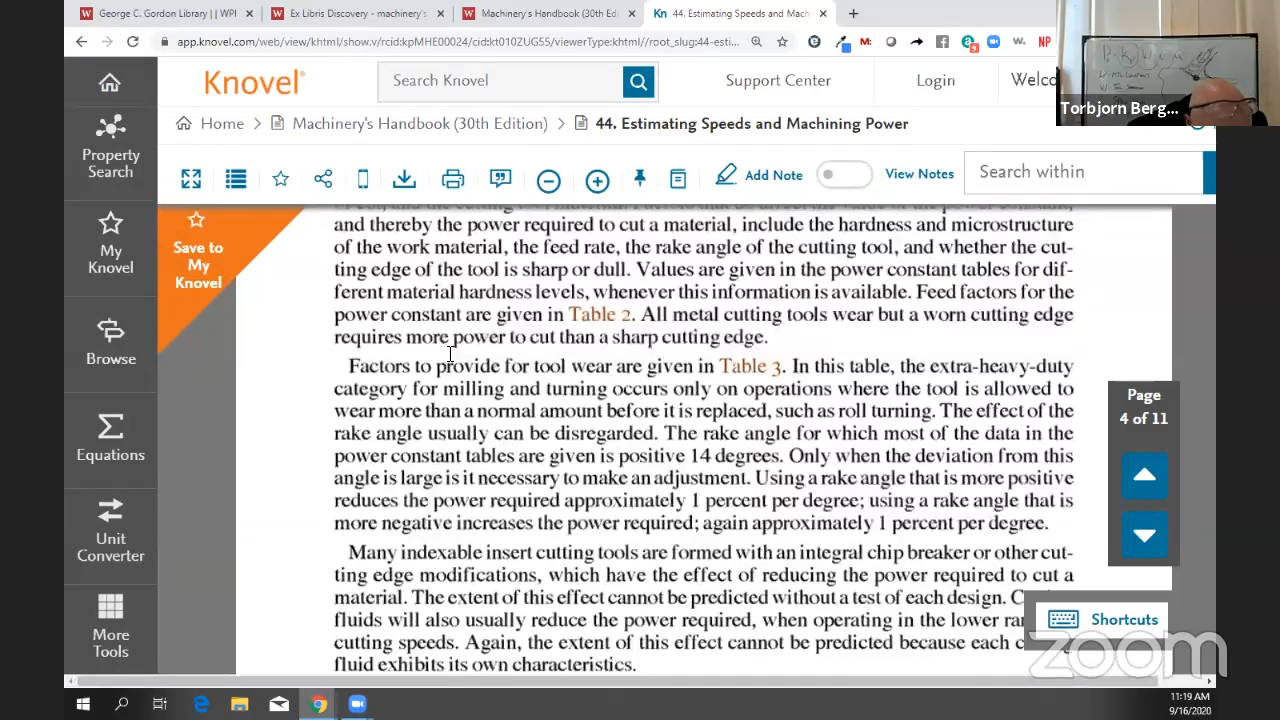 George C. Gordon Library | WPI
Ex Libris Discovery - machinery's
Machinery's Handbook (30th Edi
Kn 44. Estimating Speeds and Mach
app.knovel.com/web/view/khtml/show.v/rcid:kpMHE00024/cid:kt010ZUG55/viewerType:khtml//root_slug:44-esti...
Knovel
Search Knovel
Support Center
Login
Welco
Torbjorn Berg...
Home > Machinery's Handbook (30th Edition) > 44. Estimating Speeds and Machining Power
Add Note
View Notes
Search within
Property Search
My Knovel
Browse
Equations
Unit Converter
More Tools
Save to My Knovel
and thereby the power required to cut a material, include the hardness and microstructure
of the work material, the feed rate, the rake angle of the cutting tool, and whether the cut-
ting edge of the tool is sharp or dull. Values are given in the power constant tables for dif-
ferent material hardness levels, whenever this information is available. Feed factors for the
power constant are given in Table 2. All metal cutting tools wear but a worn cutting edge
requires more power to cut than a sharp cutting edge.
Factors to provide for tool wear are given in Table 3. In this table, the extra-heavy-duty
category for milling and turning occurs only on operations where the tool is allowed to
wear more than a normal amount before it is replaced, such as roll turning. The effect of the
rake angle usually can be disregarded. The rake angle for which most of the data in the
power constant tables are given is positive 14 degrees. Only when the deviation from this
angle is large is it necessary to make an adjustment. Using a rake angle that is more positive
reduces the power required approximately 1 percent per degree; using a rake angle that is
more negative increases the power required; again approximately 1 percent per degree.
Many indexable insert cutting tools are formed with an integral chip breaker or other cut-
ting edge modifications, which have the effect of reducing the power required to cut a
material. The extent of this effect cannot be predicted without a test of each design.
fluids will also usually reduce the power required, when operating in the lower
cutting speeds. Again, the extent of this effect cannot be predicted because each
fluid exhibits its own characteristics.
Page
4 of 11
Shortcuts
zoom
11:19 AM
9/16/2020